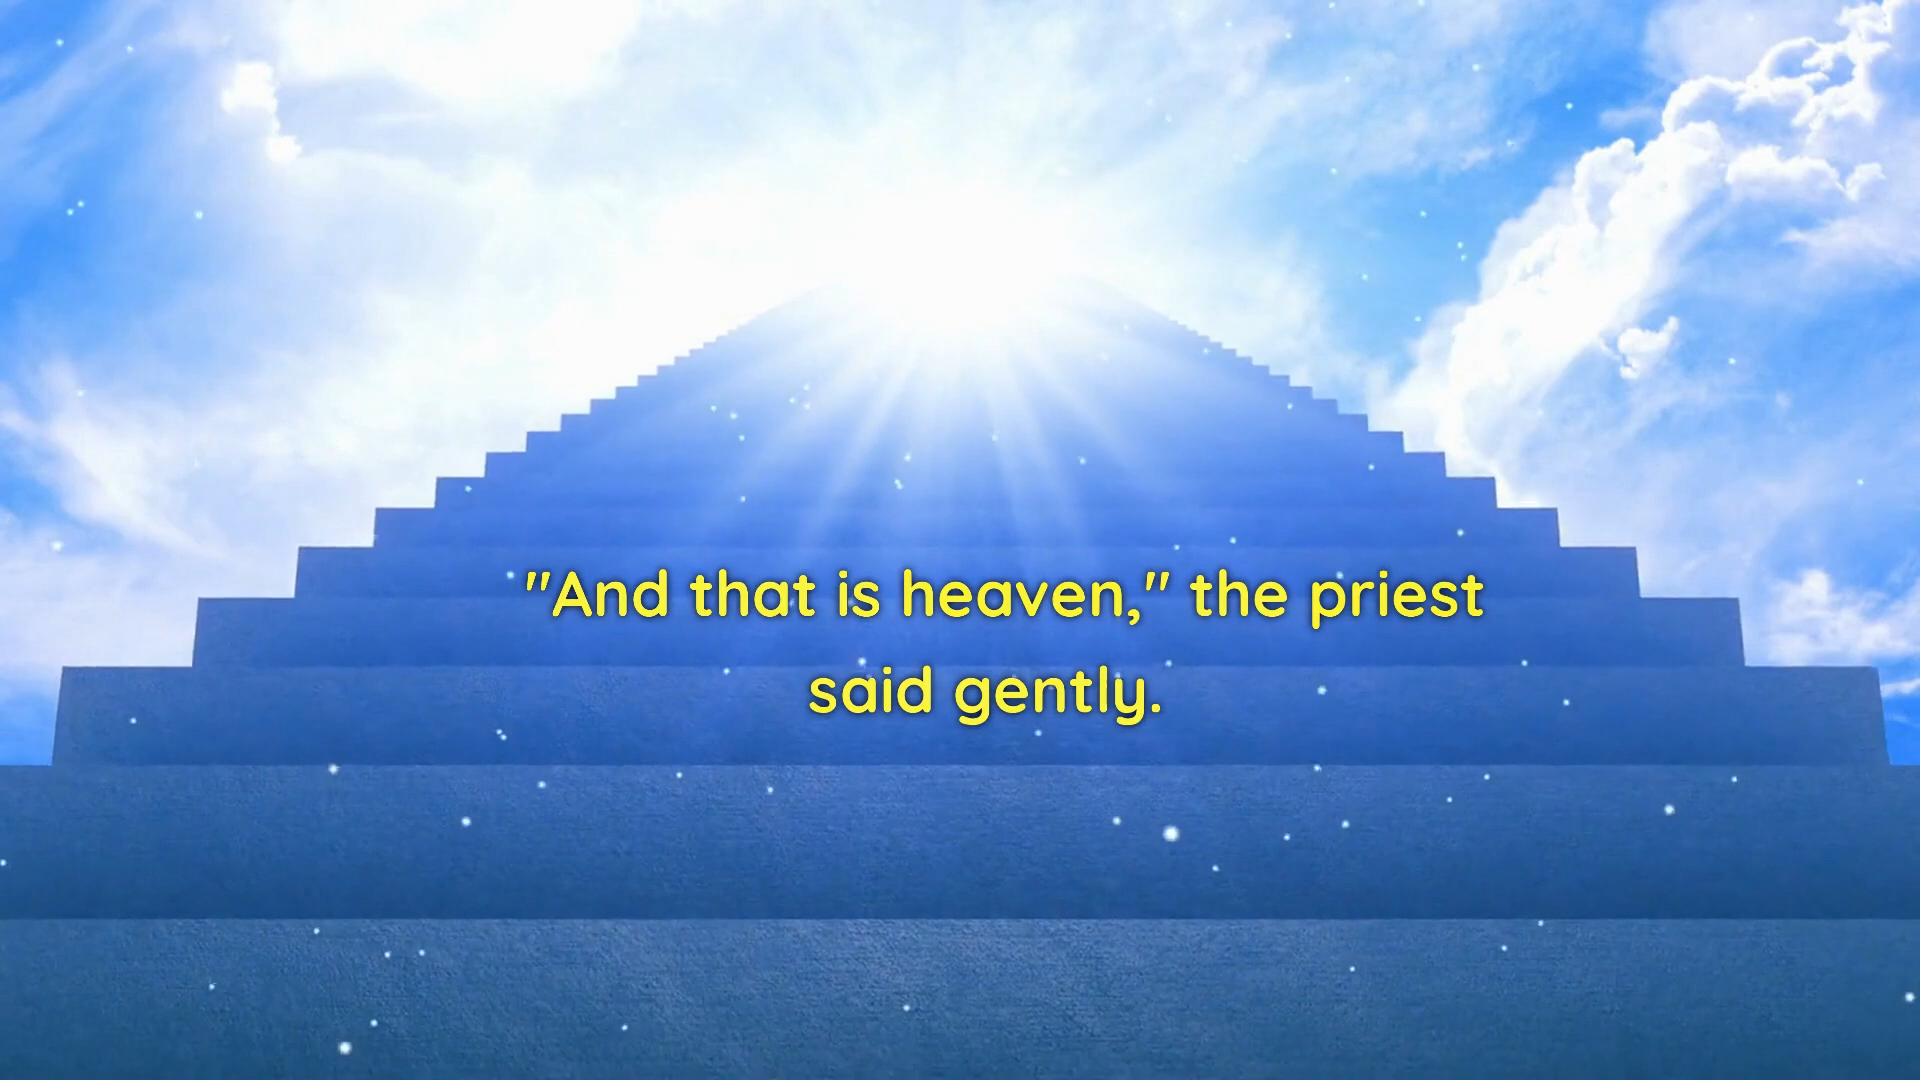 "And that is heaven," the priest
said gently.